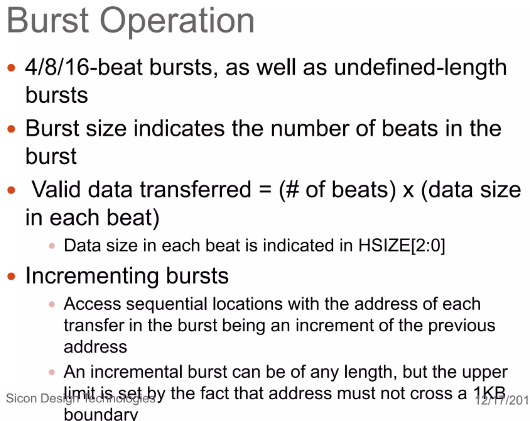 Burst Operation
• 4/8/16-beat bursts, as well as undefined-length
bursts
• Burst size indicates the number of beats in the
burst
• Valid data transferred = (# of beats) x (data size
in each beat)
• Data size in each beat is indicated in HSIZE[2:0]
• Incrementing bursts
• Access sequential locations with the address of each
transfer in the burst being an increment of the previous
address
• An incremental burst can be of any length, but the upper
limit is set by the fact that address must not cross a 1KB
boundary
Sicon Design Technologies
12/17/201